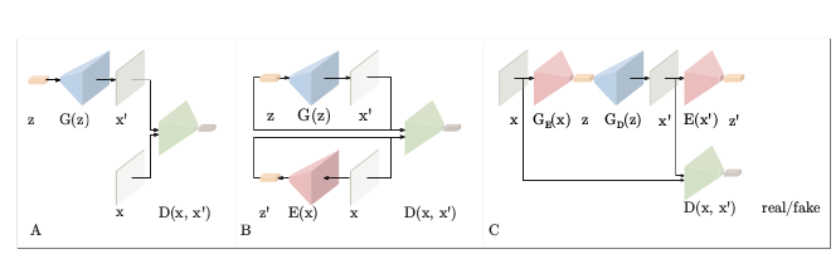 z G(z) x'
x D(x, x')
A
z G(z) x'
z' E(x) x D(x, x')
B
x G_E(x) z G_D(z) x' E(x') z'
D(x, x') real/fake
C